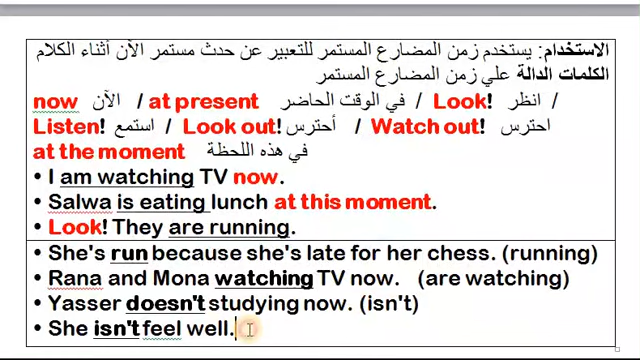 الاستخدام: يستخدم زمن المضارع المستمر للتعبير عن حدث مستمر الآن أثناء الكلام
الكلمات الدالة علي زمن المضارع المستمر
now الآن / at present في الوقت الحاضر / Look! انظر /
Listen! استمع / Look out! أحترس / Watch out! احترس
at the moment في هذه اللحظة
• I am watching TV now.
• Salwa is eating lunch at this moment.
• Look! They are running.
• She's run because she's late for her chess. (running)
• Rana and Mona watching TV now. (are watching)
• Yasser doesn't studying now. (isn't)
• She isn't feel well.